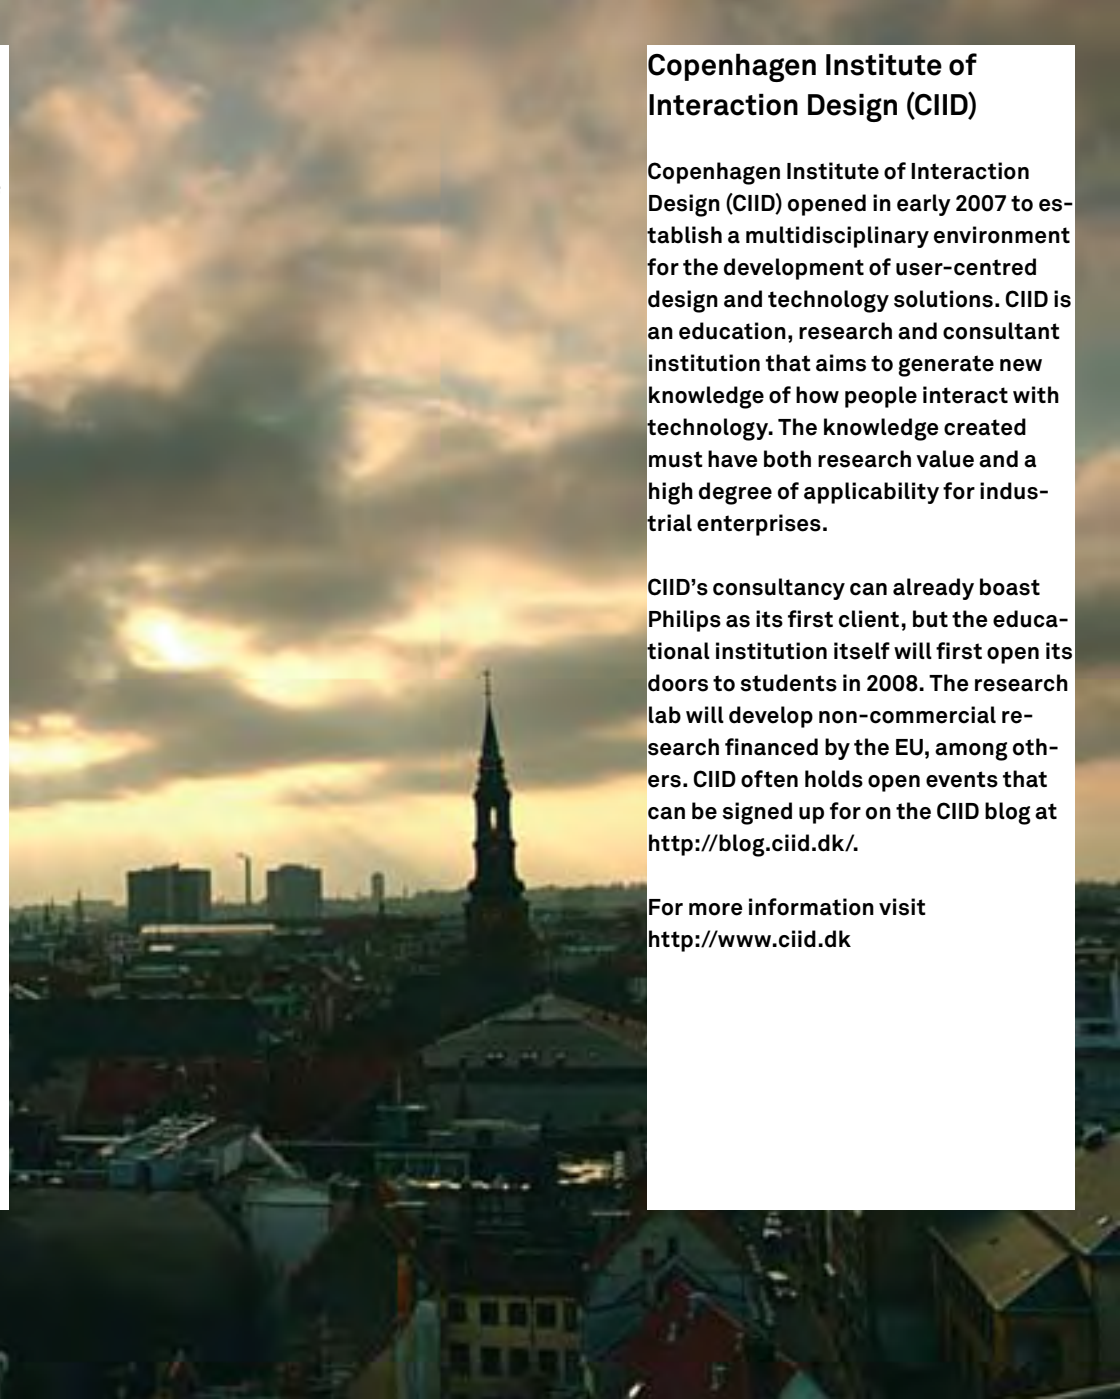 Copenhagen Institute of
Interaction Design (CIID)
Copenhagen Institute of Interaction
Design (CIID) opened in early 2007 to es-
tablish a multidisciplinary environment
for the development of user-centred
design and technology solutions. CIID is
an education, research and consultant
institution that aims to generate new
knowledge of how people interact with
technology. The knowledge created
must have both research value and a
high degree of applicability for indus-
trial enterprises.
CIID’s consultancy can already boast
Philips as its first client, but the educa-
tional institution itself will first open its
doors to students in 2008. The research
lab will develop non-commercial re-
search financed by the EU, among oth-
ers. CIID often holds open events that
can be signed up for on the CIID blog at
http://blog.ciid.dk/.
For more information visit
http://www.ciid.dk